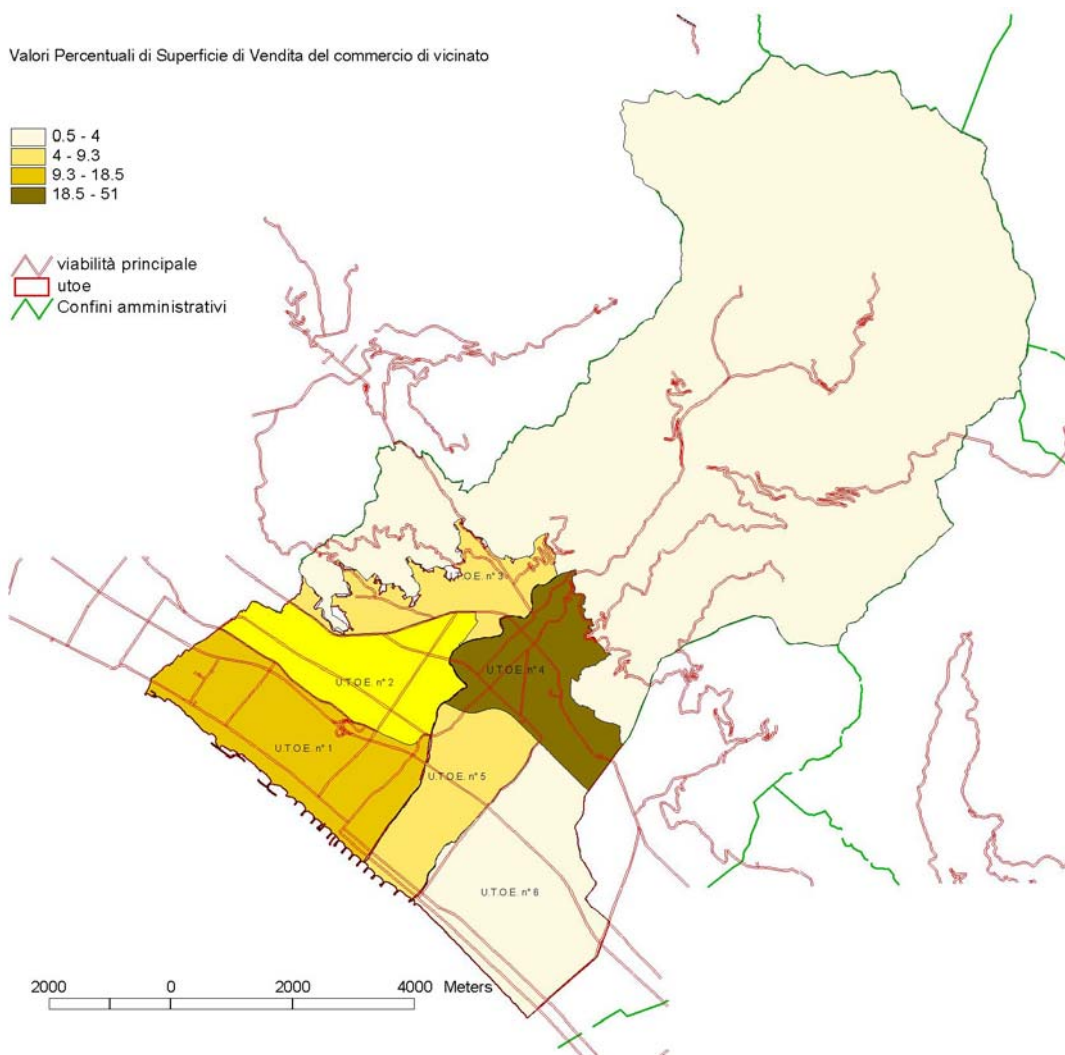 Valori Percentuali di Superficie di Vendita del commercio di vicinato
0.5 - 4
4 - 9.3
9.3 - 18.5
18.5 - 51
viabilità principale
utoe
Confini amministrativi
U.T.O.E. n° 3
U.T.O.E. n° 4
U.T.O.E. n° 2
U.T.O.E. n° 1
U.T.O.E. n° 5
U.T.O.E. n° 6
2000 0 2000 4000 Meters